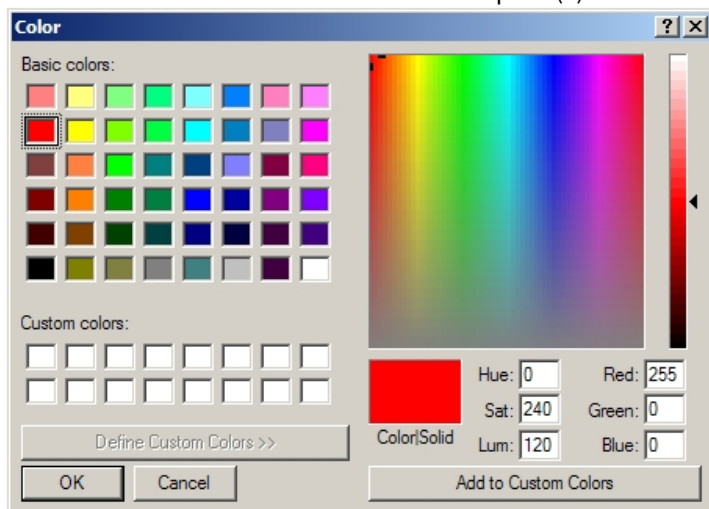 Color
Basic colors:
Custom colors:
Define Custom Colors >>
OK Cancel
Color|Solid
Hue: 0 Red: 255
Sat: 240 Green: 0
Lum: 120 Blue: 0
Add to Custom Colors